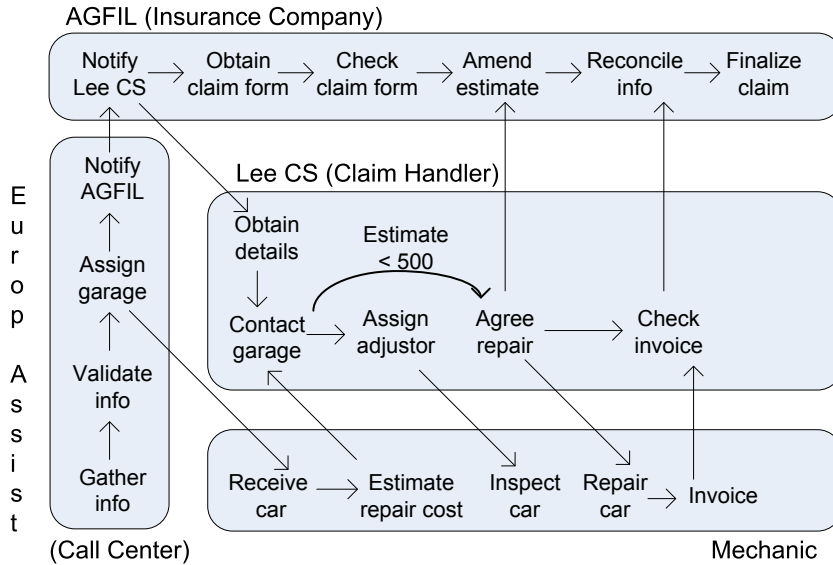 AGFIL (Insurance Company)
Notify
Lee CS
Obtain
claim form
Check
claim form
Amend
estimate
Reconcile
info
Finalize
claim
Europ Assist
Notify
AGFIL
Assign
garage
Validate
info
Gather
info
(Call Center)
Lee CS (Claim Handler)
Obtain
details
Estimate
< 500
Contact
garage
Assign
adjustor
Agree
repair
Check
invoice
Receive
car
Estimate
repair cost
Inspect
car
Repair
car
Invoice
Mechanic